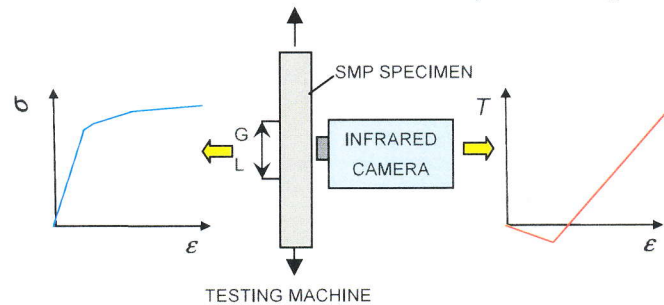 SMP SPECIMEN
σ
T
G
L
INFRARED
CAMERA
ε
ε
TESTING MACHINE